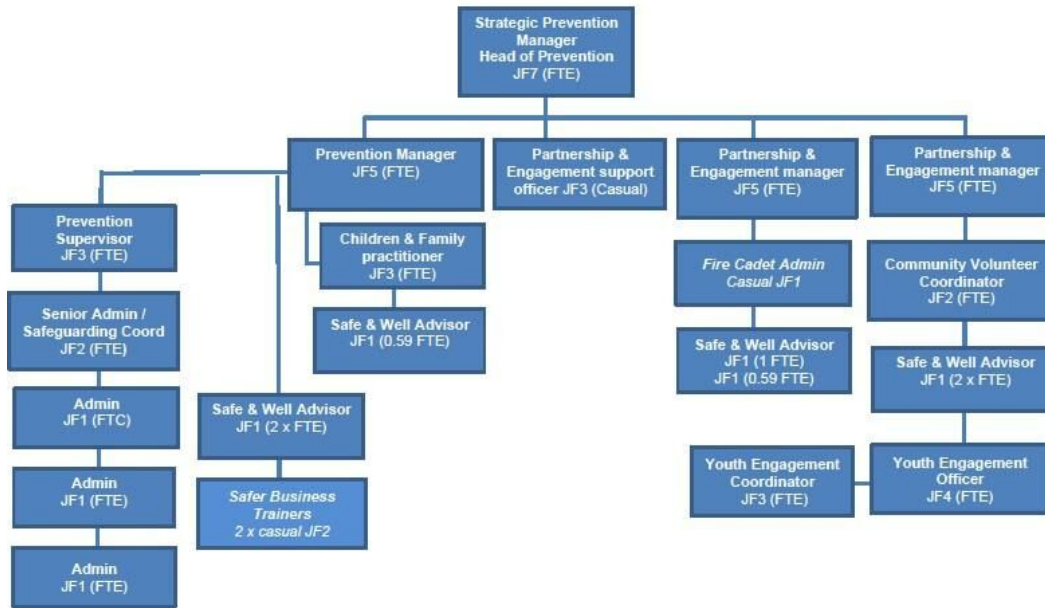 Strategic Prevention
Manager
Head of Prevention
JF7 (FTE)
Prevention Manager
JF5 (FTE)
Partnership &
Engagement support
officer JF3 (Casual)
Partnership &
Engagement manager
JF5 (FTE)
Partnership &
Engagement manager
JF5 (FTE)
Prevention
Supervisor
JF3 (FTE)
Children & Family
practitioner
JF3 (FTE)
Fire Cadet Admin
Casual JF1
Community Volunteer
Coordinator
JF2 (FTE)
Senior Admin /
Safeguarding Coord
JF2 (FTE)
Safe & Well Advisor
JF1 (0.59 FTE)
Safe & Well Advisor
JF1 (1 FTE)
JF1 (0.59 FTE)
Safe & Well Advisor
JF1 (2 x FTE)
Admin
JF1 (FTC)
Safe & Well Advisor
JF1 (2 x FTE)
Admin
JF1 (FTE)
Safer Business
Trainers
2 x casual JF2
Youth Engagement
Coordinator
JF3 (FTE)
Youth Engagement
Officer
JF4 (FTE)
Admin
JF1 (FTE)